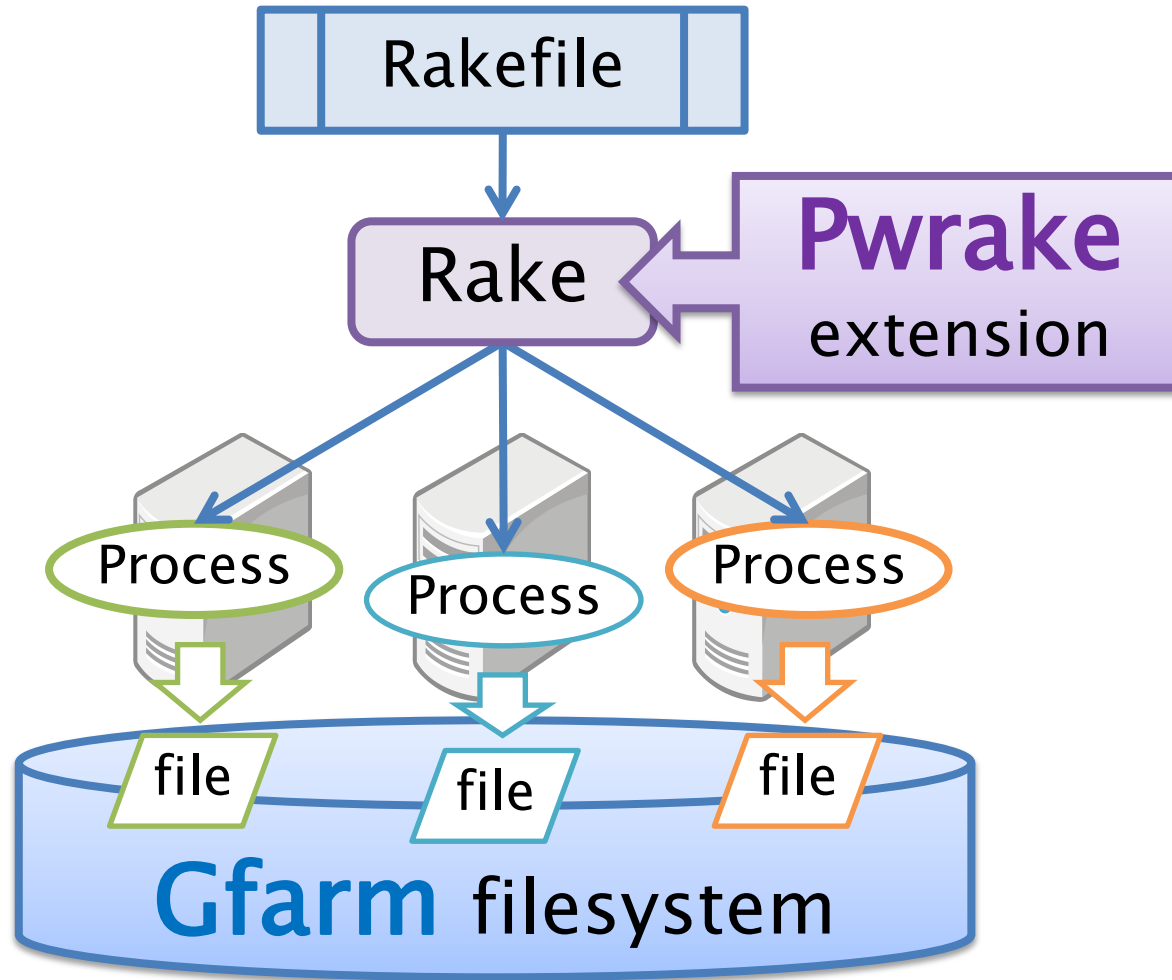 Rakefile
Pwrake
extension
Rake
Process
Process
Process
file
file
file
Gfarm filesystem